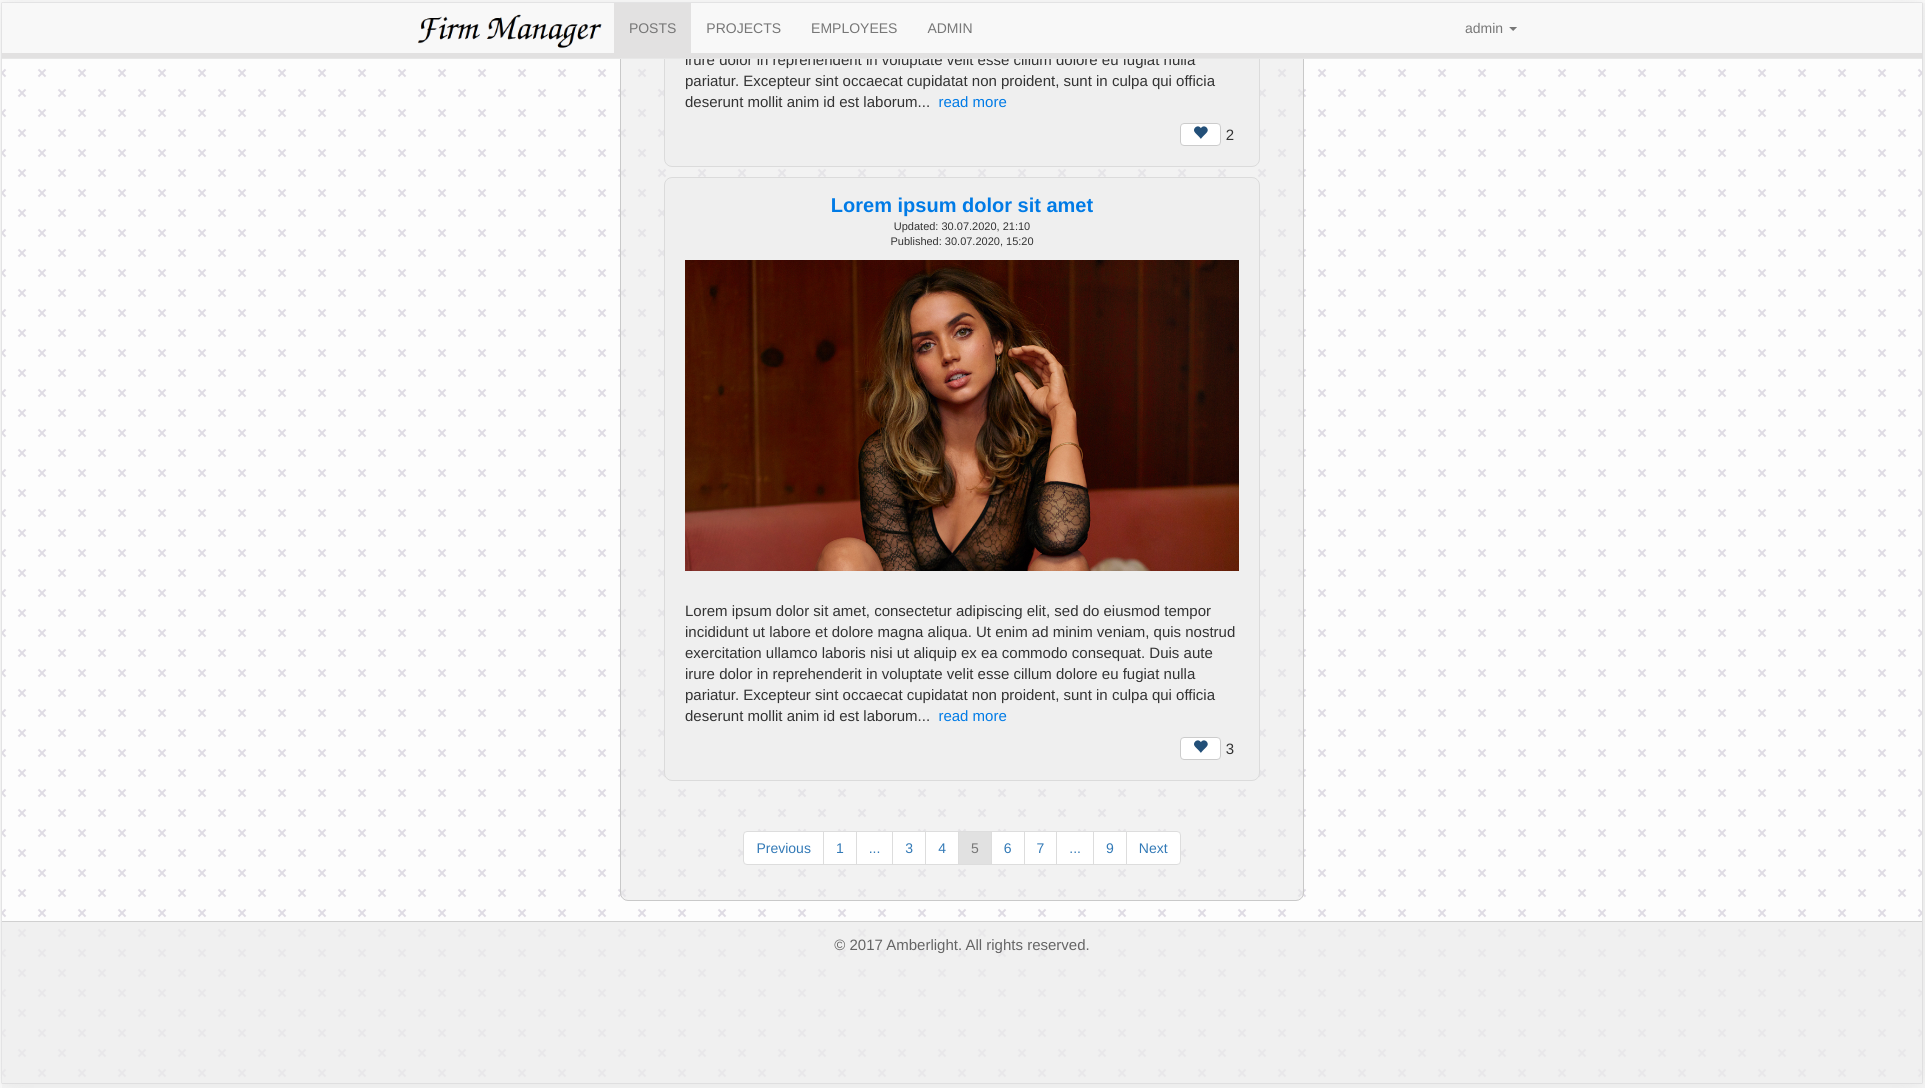 Firm Manager POSTS PROJECTS EMPLOYEES ADMIN admin
irure dolor in reprehenderit in voluptate velit esse cillum dolore eu fugiat nulla
pariatur. Excepteur sint occaecat cupidatat non proident, sunt in culpa qui officia
deserunt mollit anim id est laborum... read more
2
Lorem ipsum dolor sit amet
Updated: 30.07.2020, 21:10
Published: 30.07.2020, 15:20
Lorem ipsum dolor sit amet, consectetur adipiscing elit, sed do eiusmod tempor
incididunt ut labore et dolore magna aliqua. Ut enim ad minim veniam, quis nostrud
exercitation ullamco laboris nisi ut aliquip ex ea commodo consequat. Duis aute
irure dolor in reprehenderit in voluptate velit esse cillum dolore eu fugiat nulla
pariatur. Excepteur sint occaecat cupidatat non proident, sunt in culpa qui officia
deserunt mollit anim id est laborum... read more
3
Previous 1 ... 3 4 5 6 7 ... 9 Next
© 2017 Amberlight. All rights reserved.